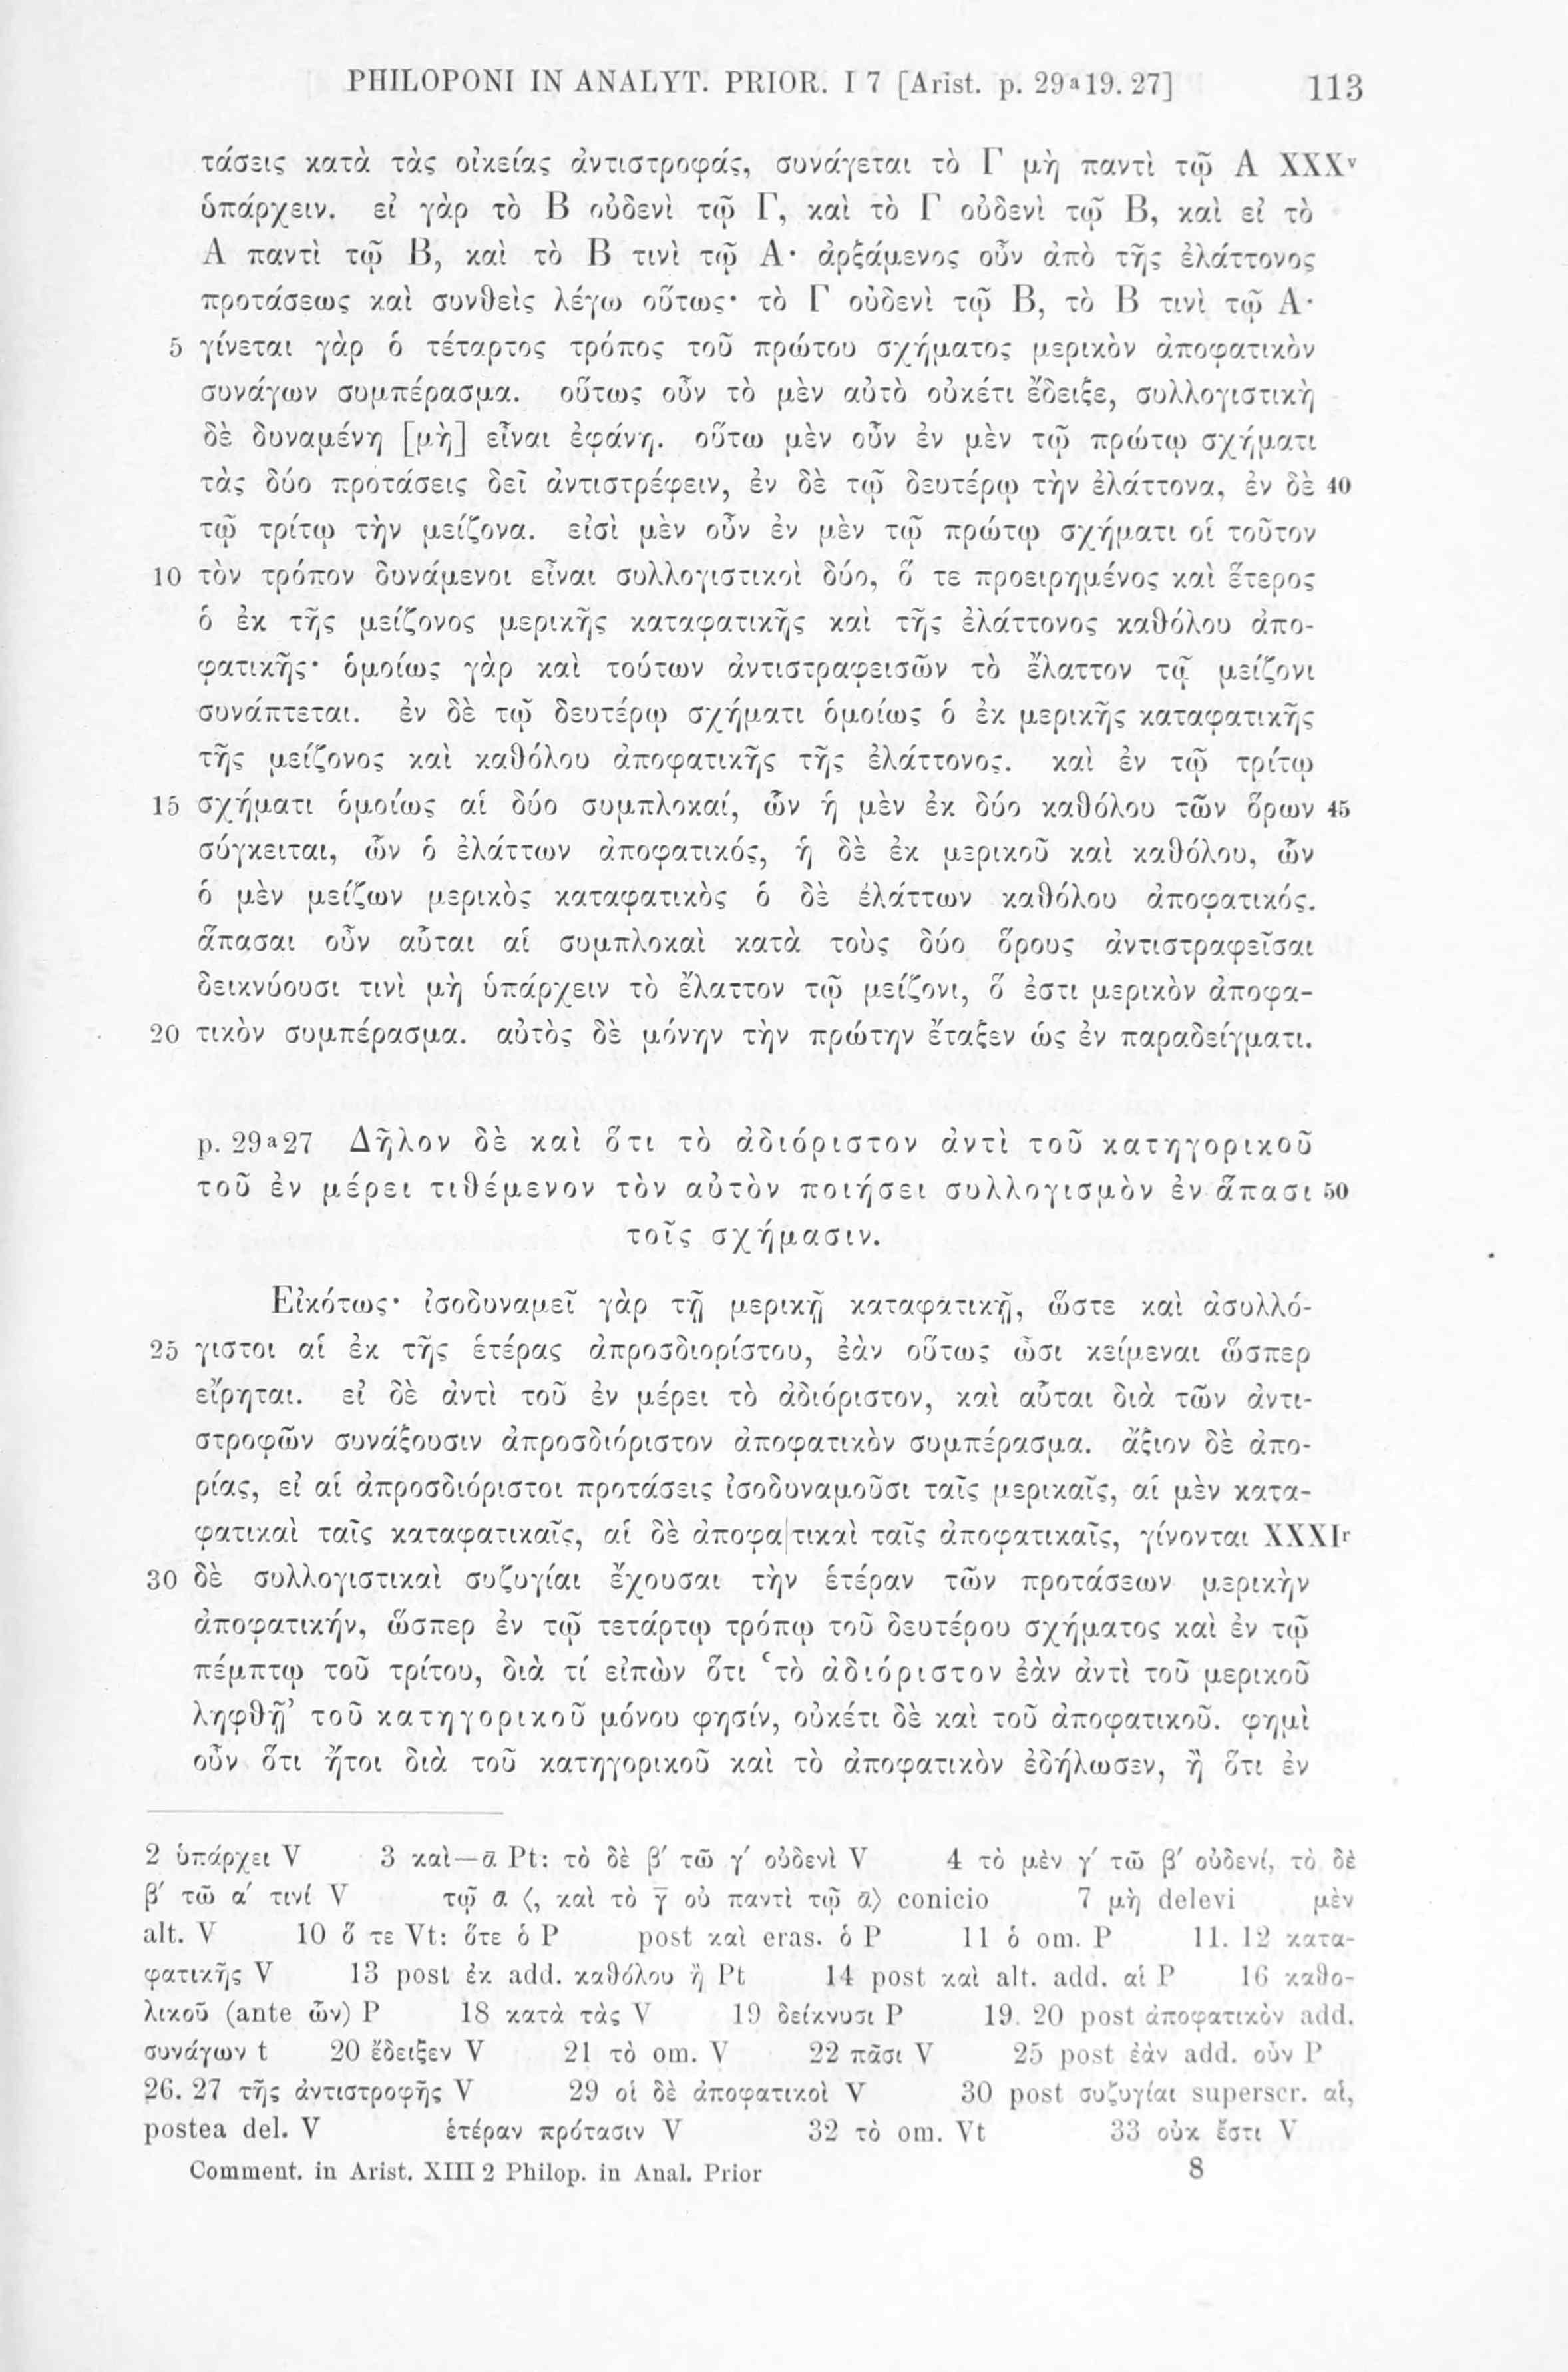 PHILOPONI IN ANALYT. PRIOR. I 7 [Arist. p. 29ª19. 27] 113
τάσεις κατὰ τὰς οἰκείας ἀντιστροφάς, συνάγεται τὸ Γ μὴ παντὶ τῷ Α XXXᵛ
ὑπάρχειν. εἰ γὰρ τὸ Β οὐδενὶ τῷ Γ, καὶ τὸ Γ οὐδενὶ τῷ Β, καὶ εἰ τὸ
Α παντὶ τῷ Β, καὶ τὸ Β τινὶ τῷ Α· ἀρξάμενος οὖν ἀπὸ τῆς ἐλάττονος
προτάσεως καὶ συνθεὶς λέγω οὕτως· τὸ Γ οὐδενὶ τῷ Β, τὸ Β τινὶ τῷ Α·
5 γίνεται γὰρ ὁ τέταρτος τρόπος τοῦ πρώτου σχήματος μερικὸν ἀποφατικὸν
συνάγων συμπέρασμα. οὕτως οὖν τὸ μὲν αὐτὸ οὐκέτι ἔδειξε, συλλογιστικὴ
δὲ δυναμένη [μὴ] εἶναι ἐφάνη. οὕτω μὲν οὖν ἐν μὲν τῷ πρώτῳ σχήματι
τὰς δύο προτάσεις δεῖ ἀντιστρέφειν, ἐν δὲ τῷ δευτέρῳ τὴν ἐλάττονα, ἐν δὲ 40
τῷ τρίτῳ τὴν μείζονα. εἰσὶ μὲν οὖν ἐν μὲν τῷ πρώτῳ σχήματι οἱ τοῦτον
10 τὸν τρόπον δυνάμενοι εἶναι συλλογιστικοὶ δύο, ὅ τε προειρημένος καὶ ἕτερος
ὁ ἐκ τῆς μείζονος μερικῆς καταφατικῆς καὶ τῆς ἐλάττονος καθόλου ἀπο-
φατικῆς· ὁμοίως γὰρ καὶ τούτων ἀντιστραφεισῶν τὸ ἔλαττον τῷ μείζονι
συνάπτεται. ἐν δὲ τῷ δευτέρῳ σχήματι ὁμοίως ὁ ἐκ μερικῆς καταφατικῆς
τῆς μείζονος καὶ καθόλου ἀποφατικῆς τῆς ἐλάττονος. καὶ ἐν τῷ τρίτῳ
15 σχήματι ὁμοίως αἱ δύο συμπλοκαί, ὧν ἡ μὲν ἐκ δύο καθόλου τῶν ὅρων 45
σύγκειται, ὧν ὁ ἐλάττων ἀποφατικός, ἡ δὲ ἐκ μερικοῦ καὶ καθόλου, ὧν
ὁ μὲν μείζων μερικὸς καταφατικὸς ὁ δὲ ἐλάττων καθόλου ἀποφατικός.
ἅπασαι οὖν αὗται αἱ συμπλοκαὶ κατὰ τοὺς δύο ὅρους ἀντιστραφεῖσαι
δεικνύουσι τινὶ μὴ ὑπάρχειν τὸ ἔλαττον τῷ μείζονι, ὅ ἐστι μερικὸν ἀποφα-
20 τικὸν συμπέρασμα. αὐτὸς δὲ μόνην τὴν πρώτην ἔταξεν ὡς ἐν παραδείγματι.
p. 29ª27 Δῆλον δὲ καὶ ὅτι τὸ ἀδιόριστον ἀντὶ τοῦ κατηγορικοῦ
τοῦ ἐν μέρει τιθέμενον τὸν αὐτὸν ποιήσει συλλογισμὸν ἐν ἅπασι 50
τοῖς σχήμασιν.
Εἰκότως· ἰσοδυναμεῖ γὰρ τῇ μερικῇ καταφατικῇ, ὥστε καὶ ἀσυλλό-
25 γιστοι αἱ ἐκ τῆς ἑτέρας ἀπροσδιορίστου, ἐὰν οὕτως ὦσι κείμεναι ὥσπερ
εἴρηται. εἰ δὲ ἀντὶ τοῦ ἐν μέρει τὸ ἀδιόριστον, καὶ αὗται διὰ τῶν ἀντι-
στροφῶν συνάξουσιν ἀπροσδιόριστον ἀποφατικὸν συμπέρασμα. ἄξιον δὲ ἀπο-
ρίας, εἰ αἱ ἀπροσδιόριστοι προτάσεις ἰσοδυναμοῦσι ταῖς μερικαῖς, αἱ μὲν κατα-
φατικαὶ ταῖς καταφατικαῖς, αἱ δὲ ἀποφα|τικαὶ ταῖς ἀποφατικαῖς, γίνονται XXXIʳ
30 δὲ συλλογιστικαὶ συζυγίαι ἔχουσαι τὴν ἑτέραν τῶν προτάσεων μερικὴν
ἀποφατικήν, ὥσπερ ἐν τῷ τετάρτῳ τρόπῳ τοῦ δευτέρου σχήματος καὶ ἐν τῷ
πέμπτῳ τοῦ τρίτου, διὰ τί εἰπὼν ὅτι ‘τὸ ἀδιόριστον ἐὰν ἀντὶ τοῦ μερικοῦ
ληφθῇ’ τοῦ κατηγορικοῦ μόνου φησίν, οὐκέτι δὲ καὶ τοῦ ἀποφατικοῦ. φημὶ
οὖν ὅτι ἤτοι διὰ τοῦ κατηγορικοῦ καὶ τὸ ἀποφατικὸν ἐδήλωσεν, ἢ ὅτι ἐν
2 ὑπάρχει V 3 καὶ—ᾱ Pt: τὸ δὲ β′ τῶ γ′ οὐδενὶ V 4 τὸ μὲν γ′ τῶ β′ οὐδενί, τὸ δὲ
β′ τῶ α′ τινί V τῷ ᾱ ⟨, καὶ τὸ γ̄ οὐ παντὶ τῷ ᾱ⟩ conicio 7 μὴ delevi μὲν
alt. V 10 ὅ τε Vt: ὅτε ὁ P post καὶ eras. ὁ P 11 ὁ om. P 11. 12 κατα-
φατικῆς V 13 post ἐκ add. καθόλου ἢ Pt 14 post καὶ alt. add. αἱ P 16 καθο-
λικοῦ (ante ὧν) P 18 κατὰ τὰς V 19 δείκνυσι P 19. 20 post ἀποφατικὸν add.
συνάγων t 20 ἔδειξεν V 21 τὸ om. V 22 πᾶσι V 25 post ἐὰν add. οὖν P
26. 27 τῆς ἀντιστροφῆς V 29 οἱ δὲ ἀποφατικοὶ V 30 post συζυγίαι superscr. αἱ,
postea del. V ἑτέραν πρότασιν V 32 τὸ om. Vt 33 οὐκ ἔστι V
Comment. in Arist. XIII 2 Philop. in Anal. Prior 8